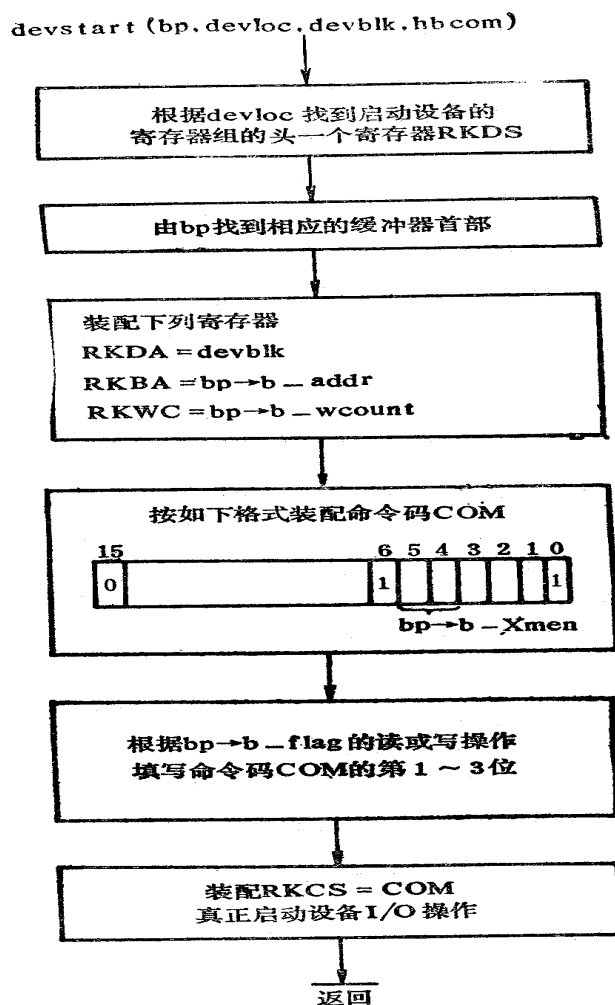 devstart (bp,devloc,devblk,hbcom)
根据devloc 找到启动设备的
寄存器组的头一个寄存器RKDS
由bp找到相应的缓冲器首部
装配下列寄存器
RKDA=devblk
RKBA=bp→b_addr
RKWC=bp→b_wcount
按如下格式装配命令码COM
15 6 5 4 3 2 1 0
0 1 1
bp→b_Xmen
根据bp→b_flag的读或写操作
填写命令码COM的第1~3位
装配RKCS=COM
真正启动设备I/O 操作
返回